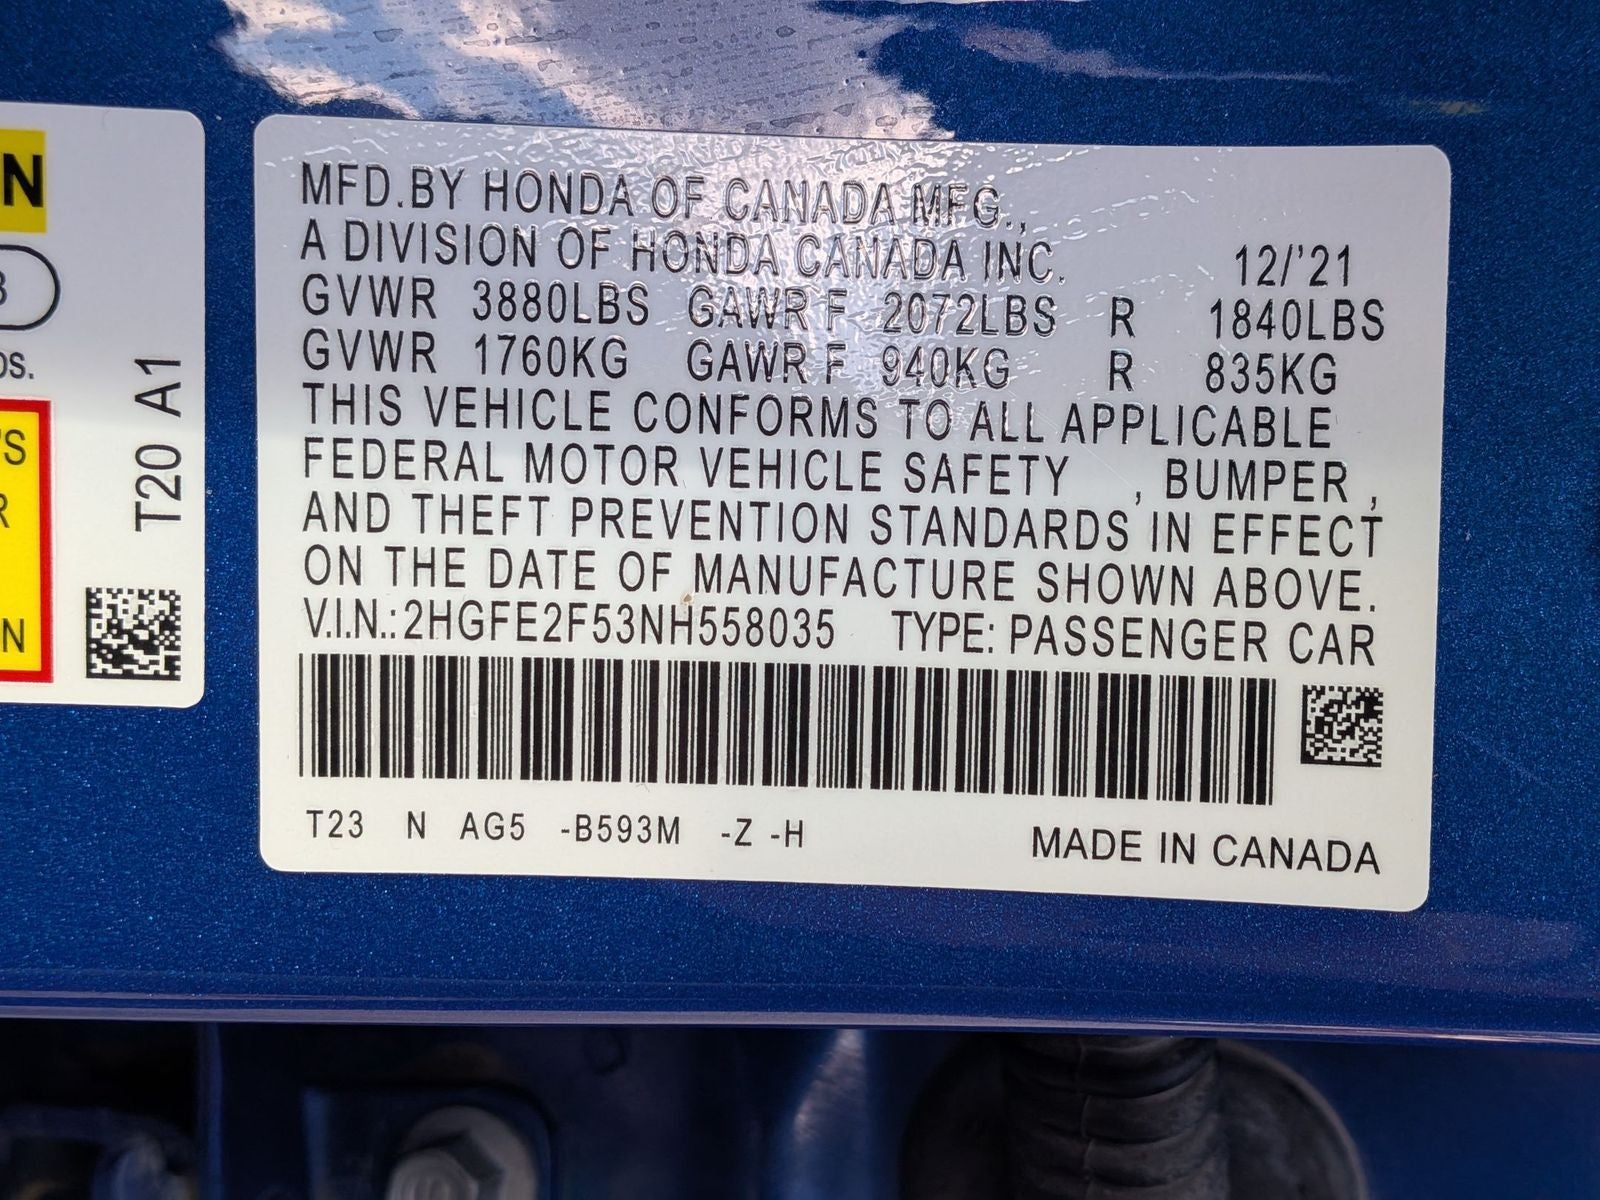 N
3
OS.
'S
R
N
T20 A1
MFD.BY HONDA OF CANADA MFG.,
A DIVISION OF HONDA CANADA INC. 12/'21
GVWR 3880LBS GAWR F 2072LBS R 1840LBS
GVWR 1760KG GAWR F 940KG R 835KG
THIS VEHICLE CONFORMS TO ALL APPLICABLE
FEDERAL MOTOR VEHICLE SAFETY , BUMPER ,
AND THEFT PREVENTION STANDARDS IN EFFECT
ON THE DATE OF MANUFACTURE SHOWN ABOVE.
V.I.N.: 2HGFE2F53NH558035 TYPE: PASSENGER CAR
T23 N AG5 -B593M -Z -H
MADE IN CANADA